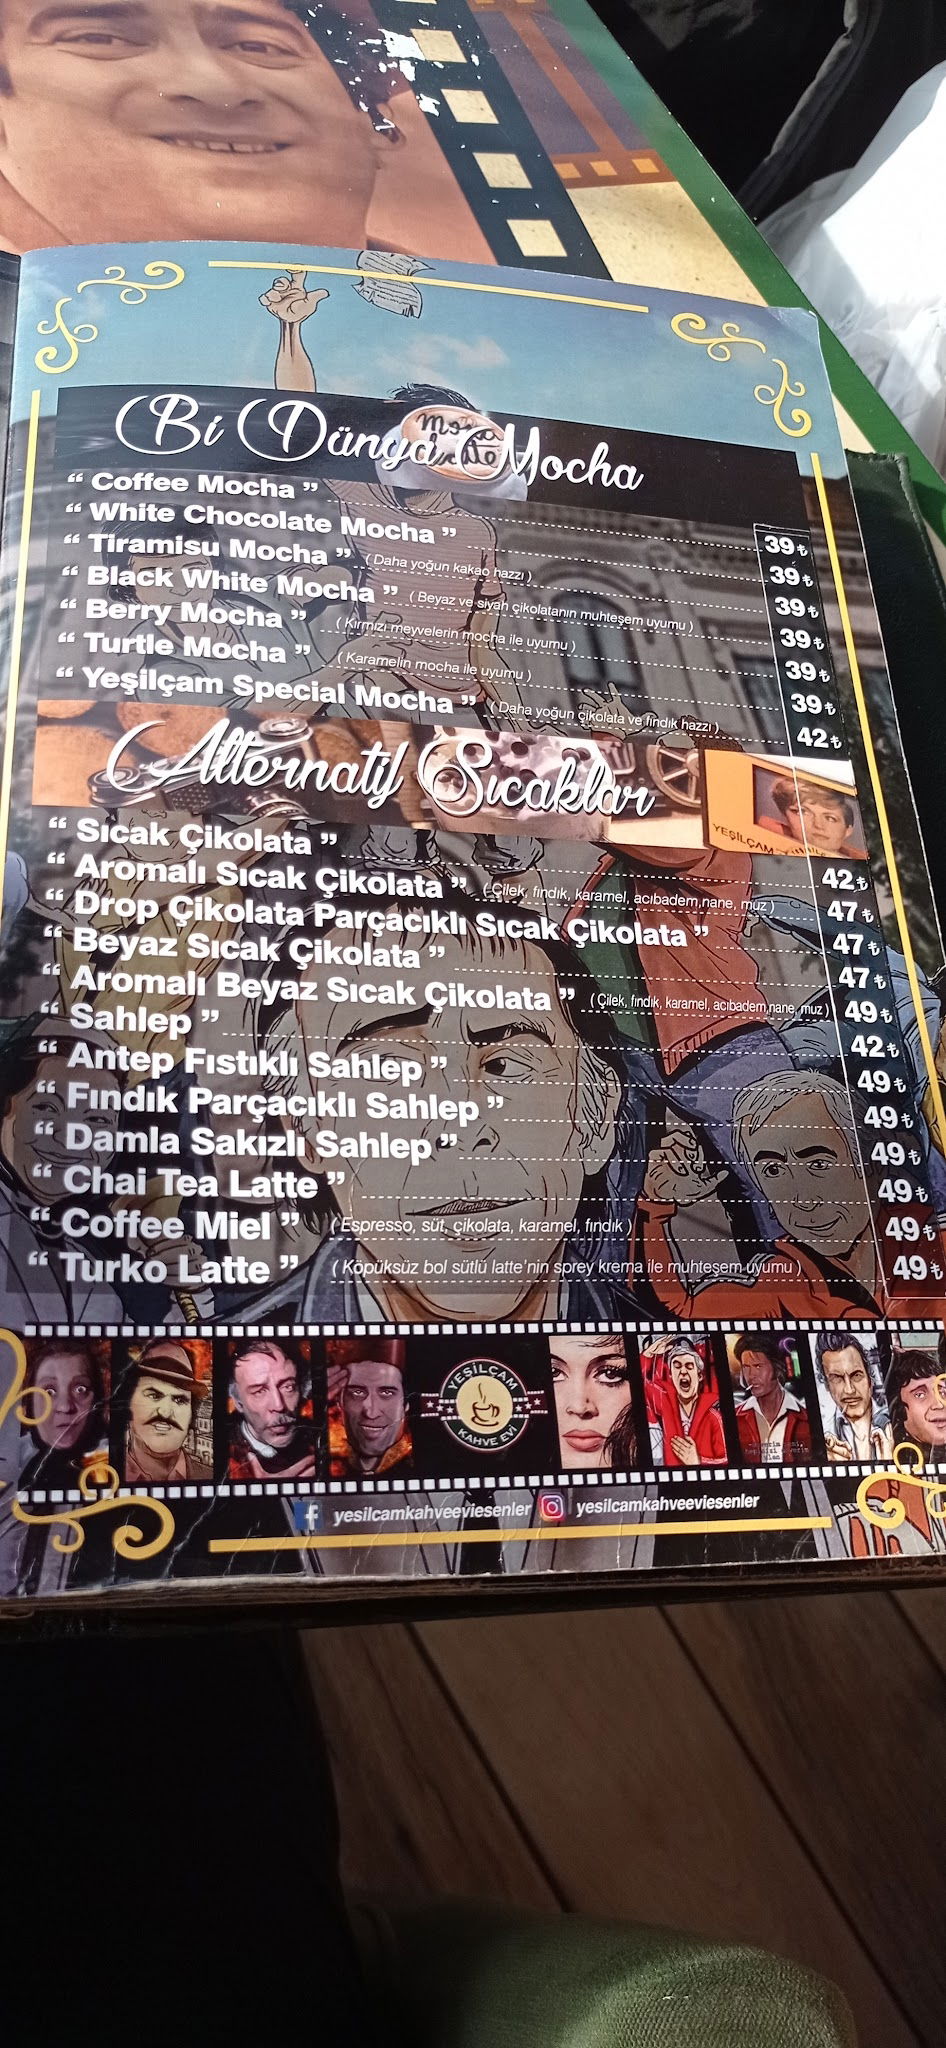 Bi Dünya Mocha
“ Coffee Mocha ” 39₺
“ White Chocolate Mocha ” 39₺
“ Tiramisu Mocha ” ( Daha yoğun kakao hazzı ) 39₺
“ Black White Mocha ” ( Beyaz ve siyah çikolatanın muhteşem uyumu ) 39₺
“ Berry Mocha ” ( Kırmızı meyvelerin mocha ile uyumu ) 39₺
“ Turtle Mocha ” ( Karamelin mocha ile uyumu ) 39₺
“ Yeşilçam Special Mocha ” ( Daha yoğun çikolata ve fındık hazzı ) 42₺
Alternatif Sıcaklar
YEŞİLÇAM
“ Sıcak Çikolata ” 42₺
“ Aromalı Sıcak Çikolata ” ( Çilek, fındık, karamel, acıbadem,nane, muz ) 47₺
“ Drop Çikolata Parçacıklı Sıcak Çikolata ” 47₺
“ Beyaz Sıcak Çikolata ” 47₺
“ Aromalı Beyaz Sıcak Çikolata ” ( Çilek, fındık, karamel, acıbadem,nane, muz ) 49₺
“ Sahlep ” 42₺
“ Antep Fıstıklı Sahlep ” 49₺
“ Fındık Parçacıklı Sahlep ” 49₺
“ Damla Sakızlı Sahlep ” 49₺
“ Chai Tea Latte ” 49₺
“ Coffee Miel ” ( Espresso, süt, çikolata, karamel, fındık ) 49₺
“ Turko Latte ” ( Köpüksüz bol sütlü latte'nin sprey krema ile muhteşem uyumu ) 49₺
YEŞİLÇAM
KAHVE EVİ
yesilcamkahveeviesenler yesilcamkahveeviesenler